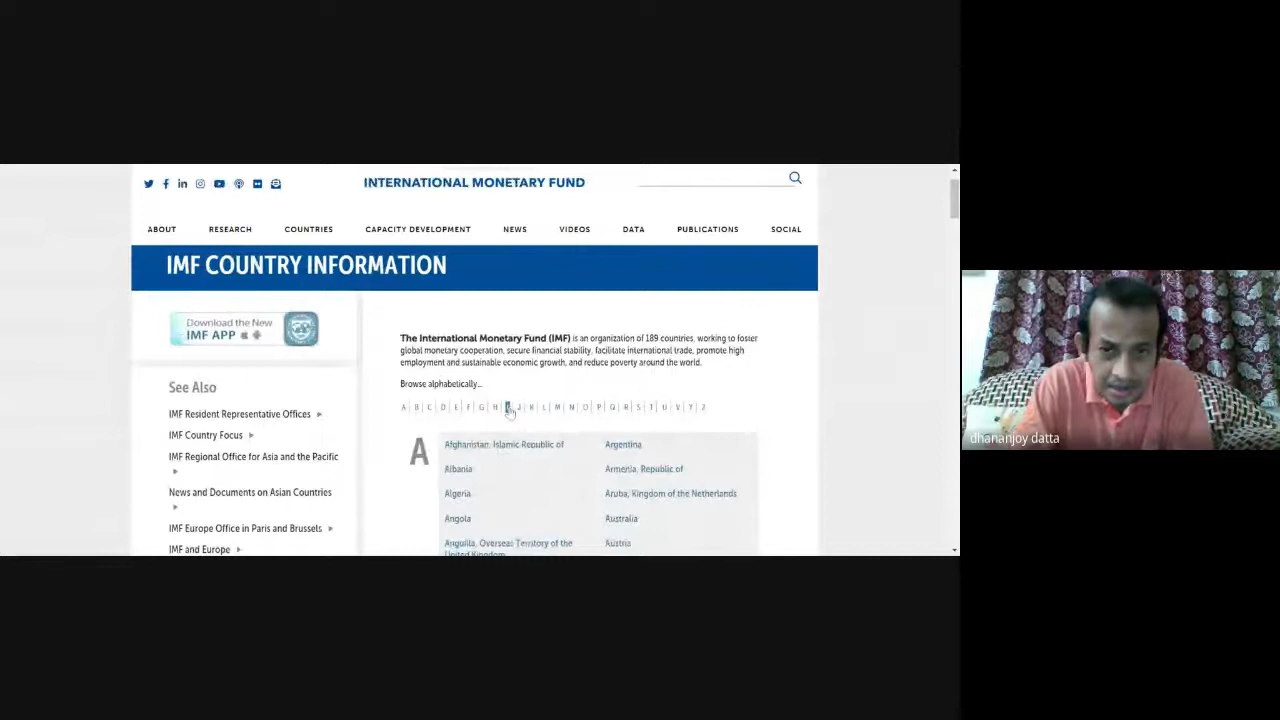 INTERNATIONAL MONETARY FUND
ABOUT RESEARCH COUNTRIES CAPACITY DEVELOPMENT NEWS VIDEOS DATA PUBLICATIONS SOCIAL
IMF COUNTRY INFORMATION
Download the New
IMF APP
See Also
IMF Resident Representative Offices
IMF Country Focus
IMF Regional Office for Asia and the Pacific
News and Documents on Asian Countries
IMF Europe Office in Paris and Brussels
IMF and Europe
The International Monetary Fund (IMF) is an organization of 189 countries, working to foster
global monetary cooperation, secure financial stability, facilitate international trade, promote high
employment and sustainable economic growth, and reduce poverty around the world.
Browse alphabetically...
A B C D E F G H I J K L M N O P Q R S T U V Y Z
A
Afghanistan, Islamic Republic of
Albania
Algeria
Angola
Anguilla, Overseas Territory of the
United Kingdom
Argentina
Armenia, Republic of
Aruba, Kingdom of the Netherlands
Australia
Austria
dhananjoy datta